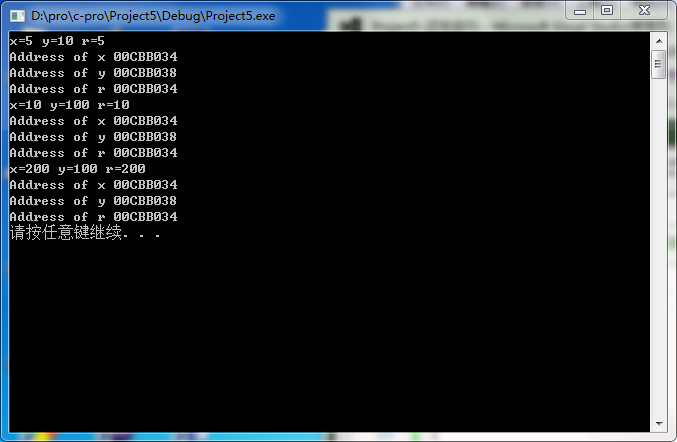 D:\pro\c-pro\Project5\Debug\Project5.exe
x=5 y=10 r=5
Address of x 00CBB034
Address of y 00CBB038
Address of r 00CBB034
x=10 y=100 r=10
Address of x 00CBB034
Address of y 00CBB038
Address of r 00CBB034
x=200 y=100 r=200
Address of x 00CBB034
Address of y 00CBB038
Address of r 00CBB034
请按任意键继续. . .